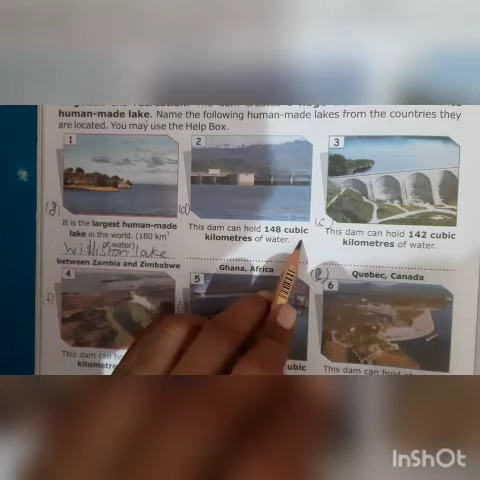 human-made lake. Name the following human-made lakes from the countries they
are located. You may use the Help Box.
1
2
3
(g)
(d)
(c)
It is the largest human-made
lake in the world. (180 km³
of water)
This dam can hold 148 cubic
kilometres of water.
This dam can hold 142 cubic
kilometres of water.
williston lake
between Zambia and Zimbabwe
Ghana, Africa
Quebec, Canada
4
5
6
(f)
This dam can ho
kilometre
ubic
This dam can hold
InShOt